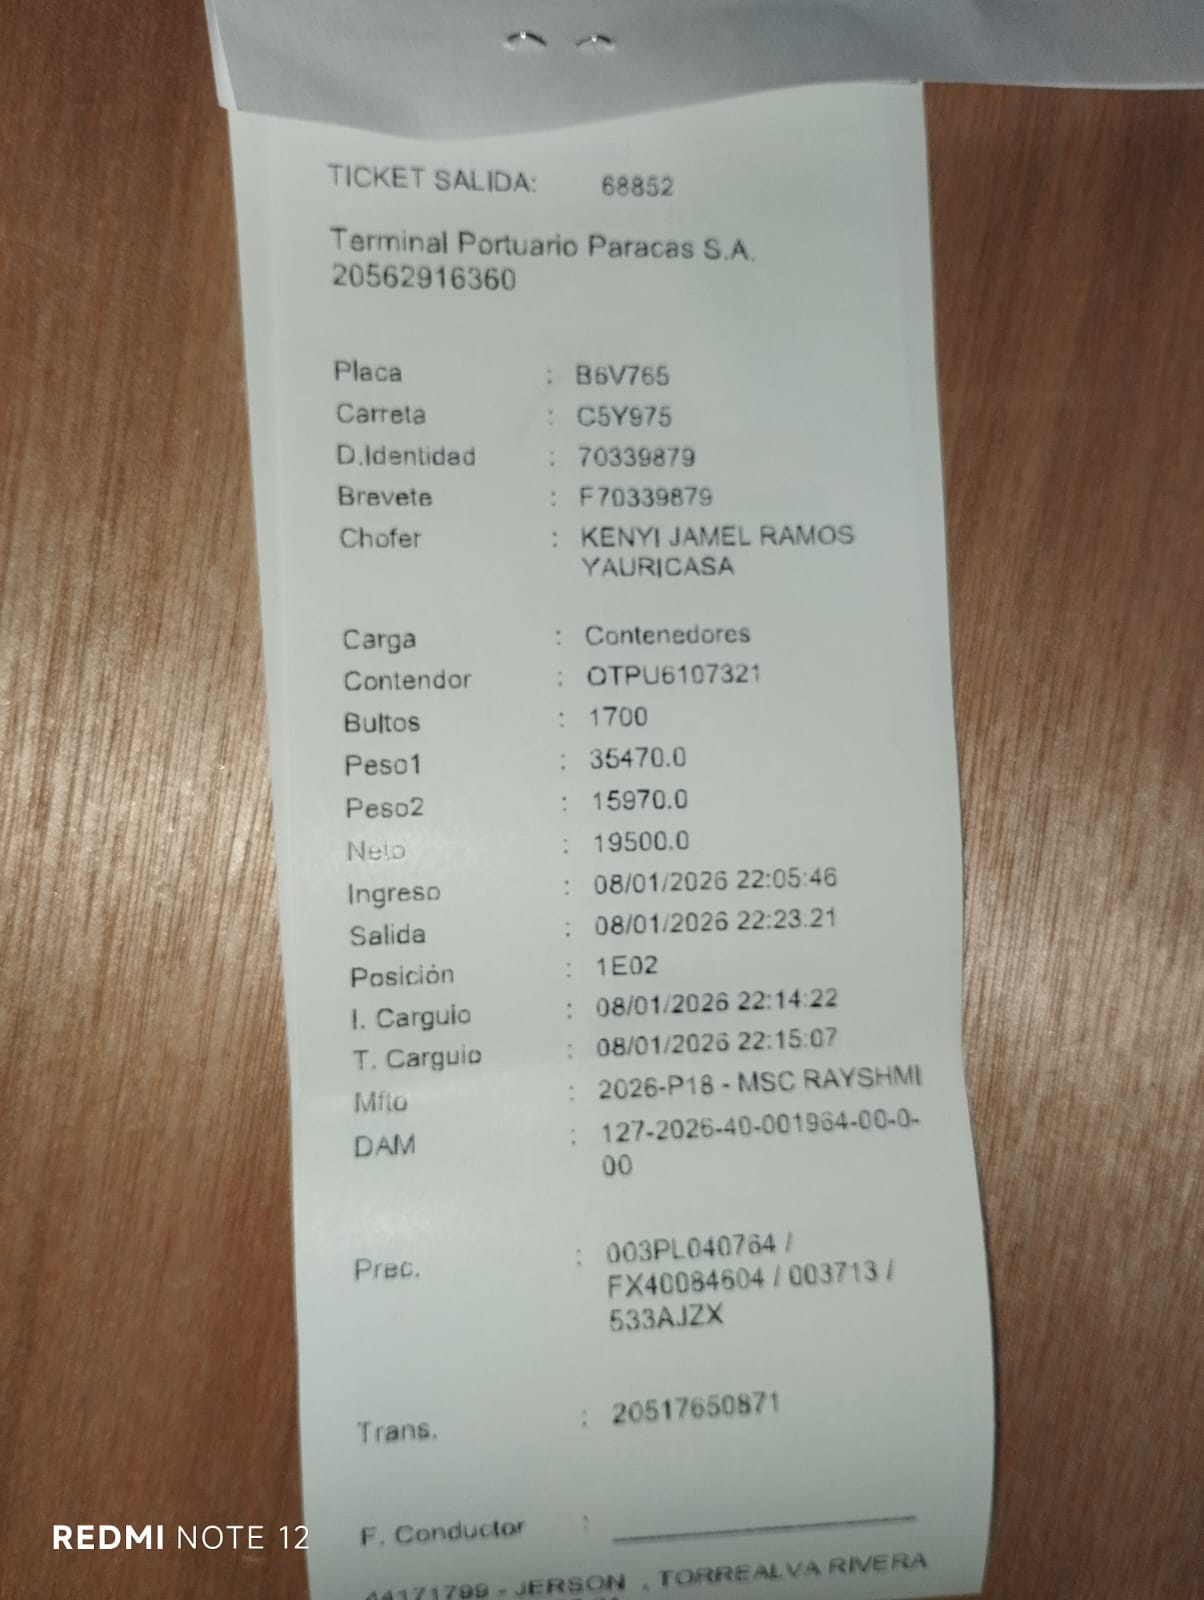 TICKET SALIDA: 68852
Terminal Portuario Paracas S.A.
20562916360
Placa : B6V765
Carreta : C5Y975
D.Identidad : 70339879
Brevete : F70339879
Chofer : KENYI JAMEL RAMOS
YAURICASA
Carga : Contenedores
Contendor : OTPU6107321
Bultos : 1700
Peso1 : 35470.0
Peso2 : 15970.0
Neto : 19500.0
Ingreso : 08/01/2026 22:05:46
Salida : 08/01/2026 22:23:21
Posición : 1E02
I. Carguio : 08/01/2026 22:14:22
T. Carguio : 08/01/2026 22:15:07
Mfto : 2026-P18 - MSC RAYSHMI
DAM : 127-2026-40-001964-00-0-
00
Prec. : 003PL040764 /
FX40084604 / 003713 /
533AJZX
Trans. : 20517650871
F. Conductor :
44171799 - JERSON , TORREALVA RIVERA
REDMI NOTE 12